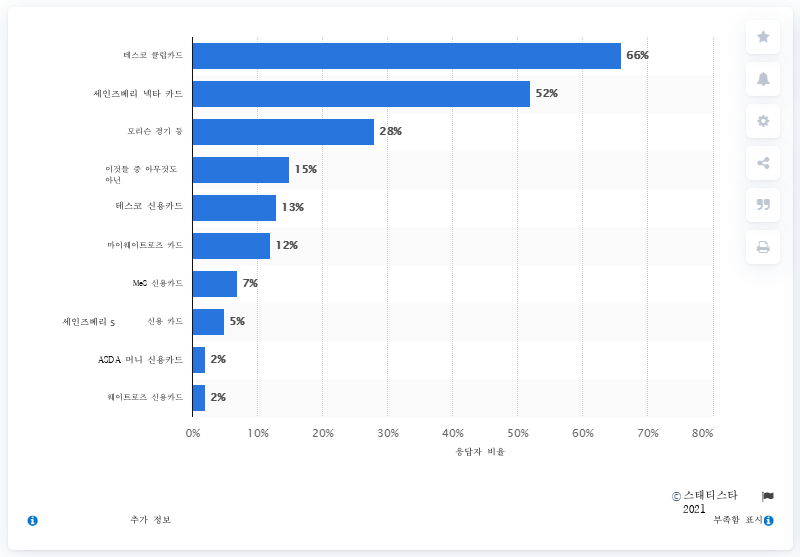 테스코 클럽카드
66%
세인즈베리 넥타 카드
52%
모리슨 경기 등
28%
이것들 중 아무것도
아닌
15%
테스코 신용카드
13%
마이웨이트로즈 카드
12%
M&S 신용카드
7%
세인즈베리 s 신용 카드
5%
ASDA 머니 신용카드
2%
웨이트로즈 신용카드
2%
0% 10% 20% 30% 40% 50% 60% 70% 80%
응답자 비율
© 스태티스타
2021
추가 정보
부족함 표시